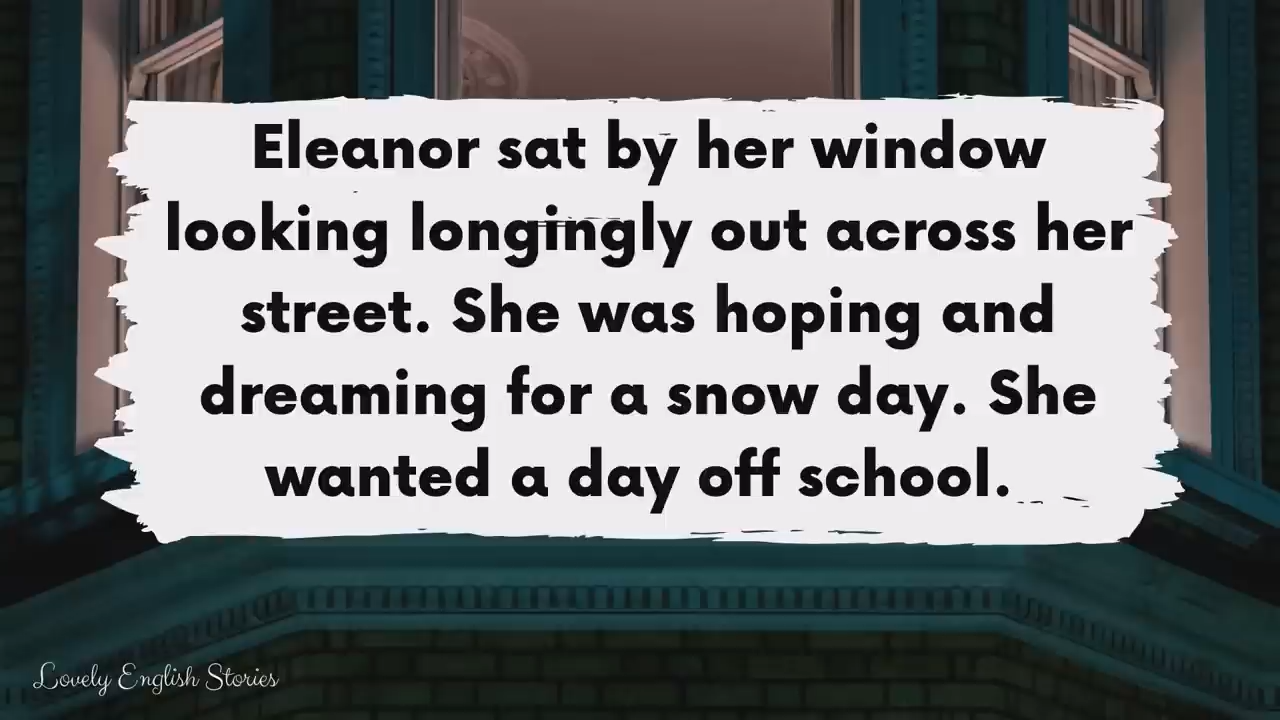 Eleanor sat by her window
looking longingly out across her
street. She was hoping and
dreaming for a snow day. She
wanted a day off school.
Lovely English Stories